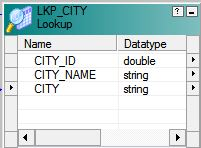 LKP_CITY
Lookup
Name Datatype
CITY_ID double
CITY_NAME string
CITY string